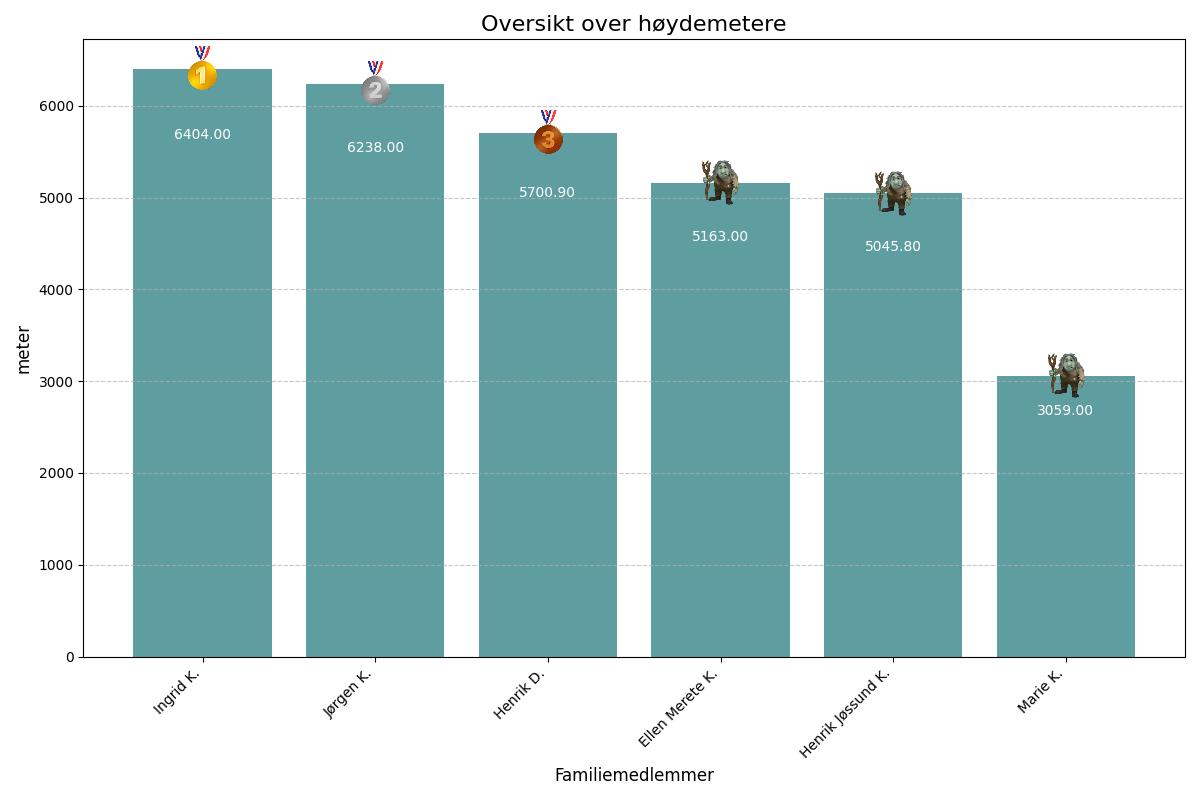 Oversikt over høydemetere
meter
6000
5000
4000
3000
2000
1000
0
1
2
3
6404.00
6238.00
5700.90
5163.00
5045.80
3059.00
Ingrid K.
Jørgen K.
Henrik D.
Ellen Merete K.
Henrik Jøssund K.
Marie K.
Familiemedlemmer